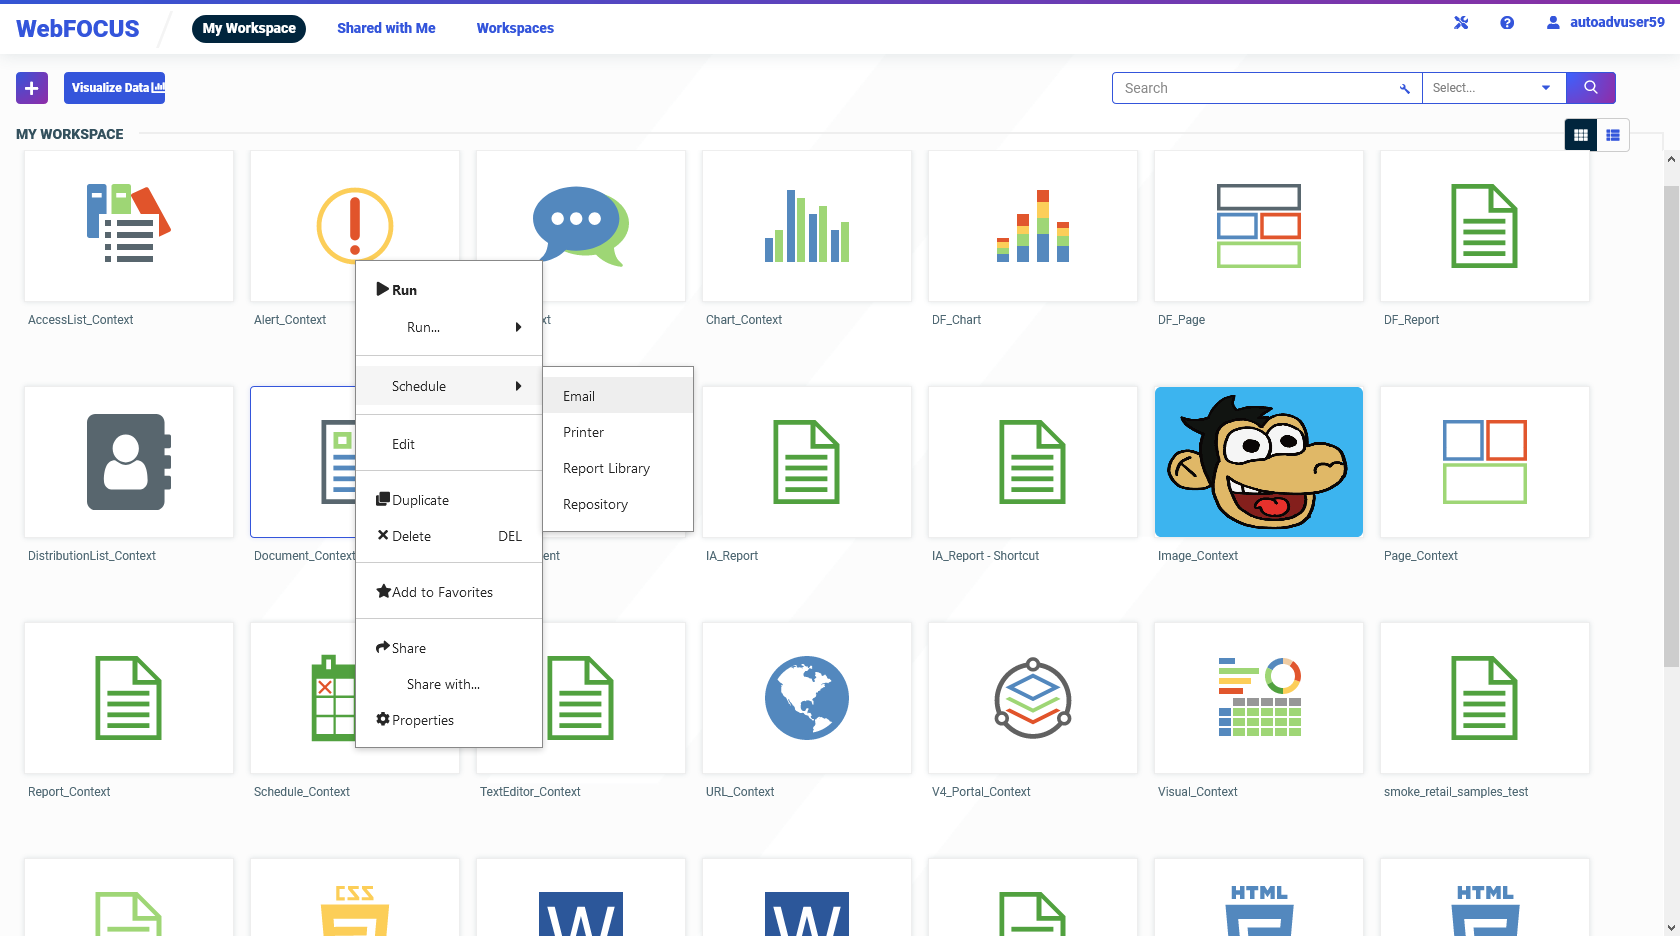 WebFOCUS
My Workspace
Shared with Me
Workspaces
autoadvuser59
Visualize Data
Search
Select...
MY WORKSPACE
AccessList_Context
Alert_Context
Chart_Context
DF_Chart
DF_Page
DF_Report
Run
Run...
Schedule
Edit
Duplicate
Delete DEL
Add to Favorites
Share
Share with...
Properties
Email
Printer
Report Library
Repository
DistributionList_Context
Document_Context
IA_Report
IA_Report - Shortcut
Image_Context
Page_Context
Report_Context
Schedule_Context
TextEditor_Context
URL_Context
V4_Portal_Context
Visual_Context
smoke_retail_samples_test
CSS
W
W
HTML
HTML